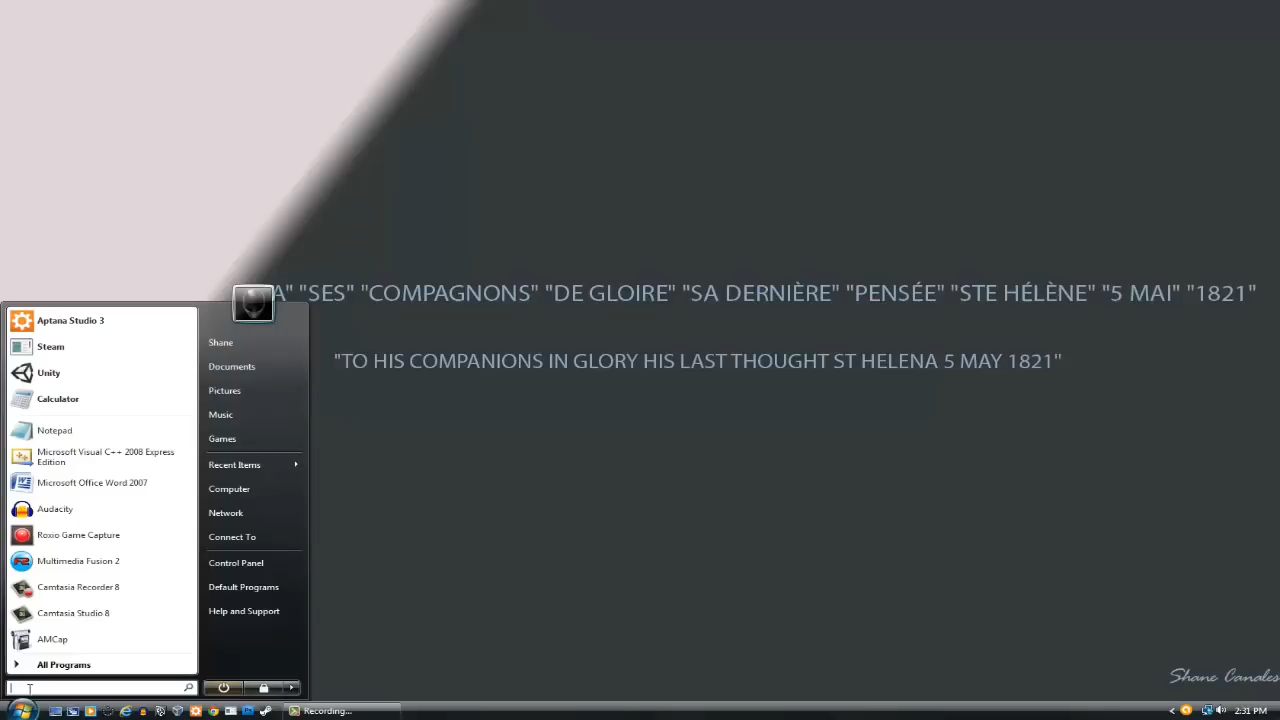 A" "SES" "COMPAGNONS" "DE GLOIRE" "SA DERNIÈRE" "PENSÉE" "STE HÉLÈNE" "5 MAI" "1821"
"TO HIS COMPANIONS IN GLORY HIS LAST THOUGHT ST HELENA 5 MAY 1821"
Aptana Studio 3
Steam
Unity
Calculator
Notepad
Microsoft Visual C++ 2008 Express
Edition
Microsoft Office Word 2007
Audacity
Roxio Game Capture
Multimedia Fusion 2
Camtasia Recorder 8
Camtasia Studio 8
AMCap
All Programs
Shane
Documents
Pictures
Music
Games
Recent Items
Computer
Network
Connect To
Control Panel
Default Programs
Help and Support
Shane Canales
Recording...
2:31 PM